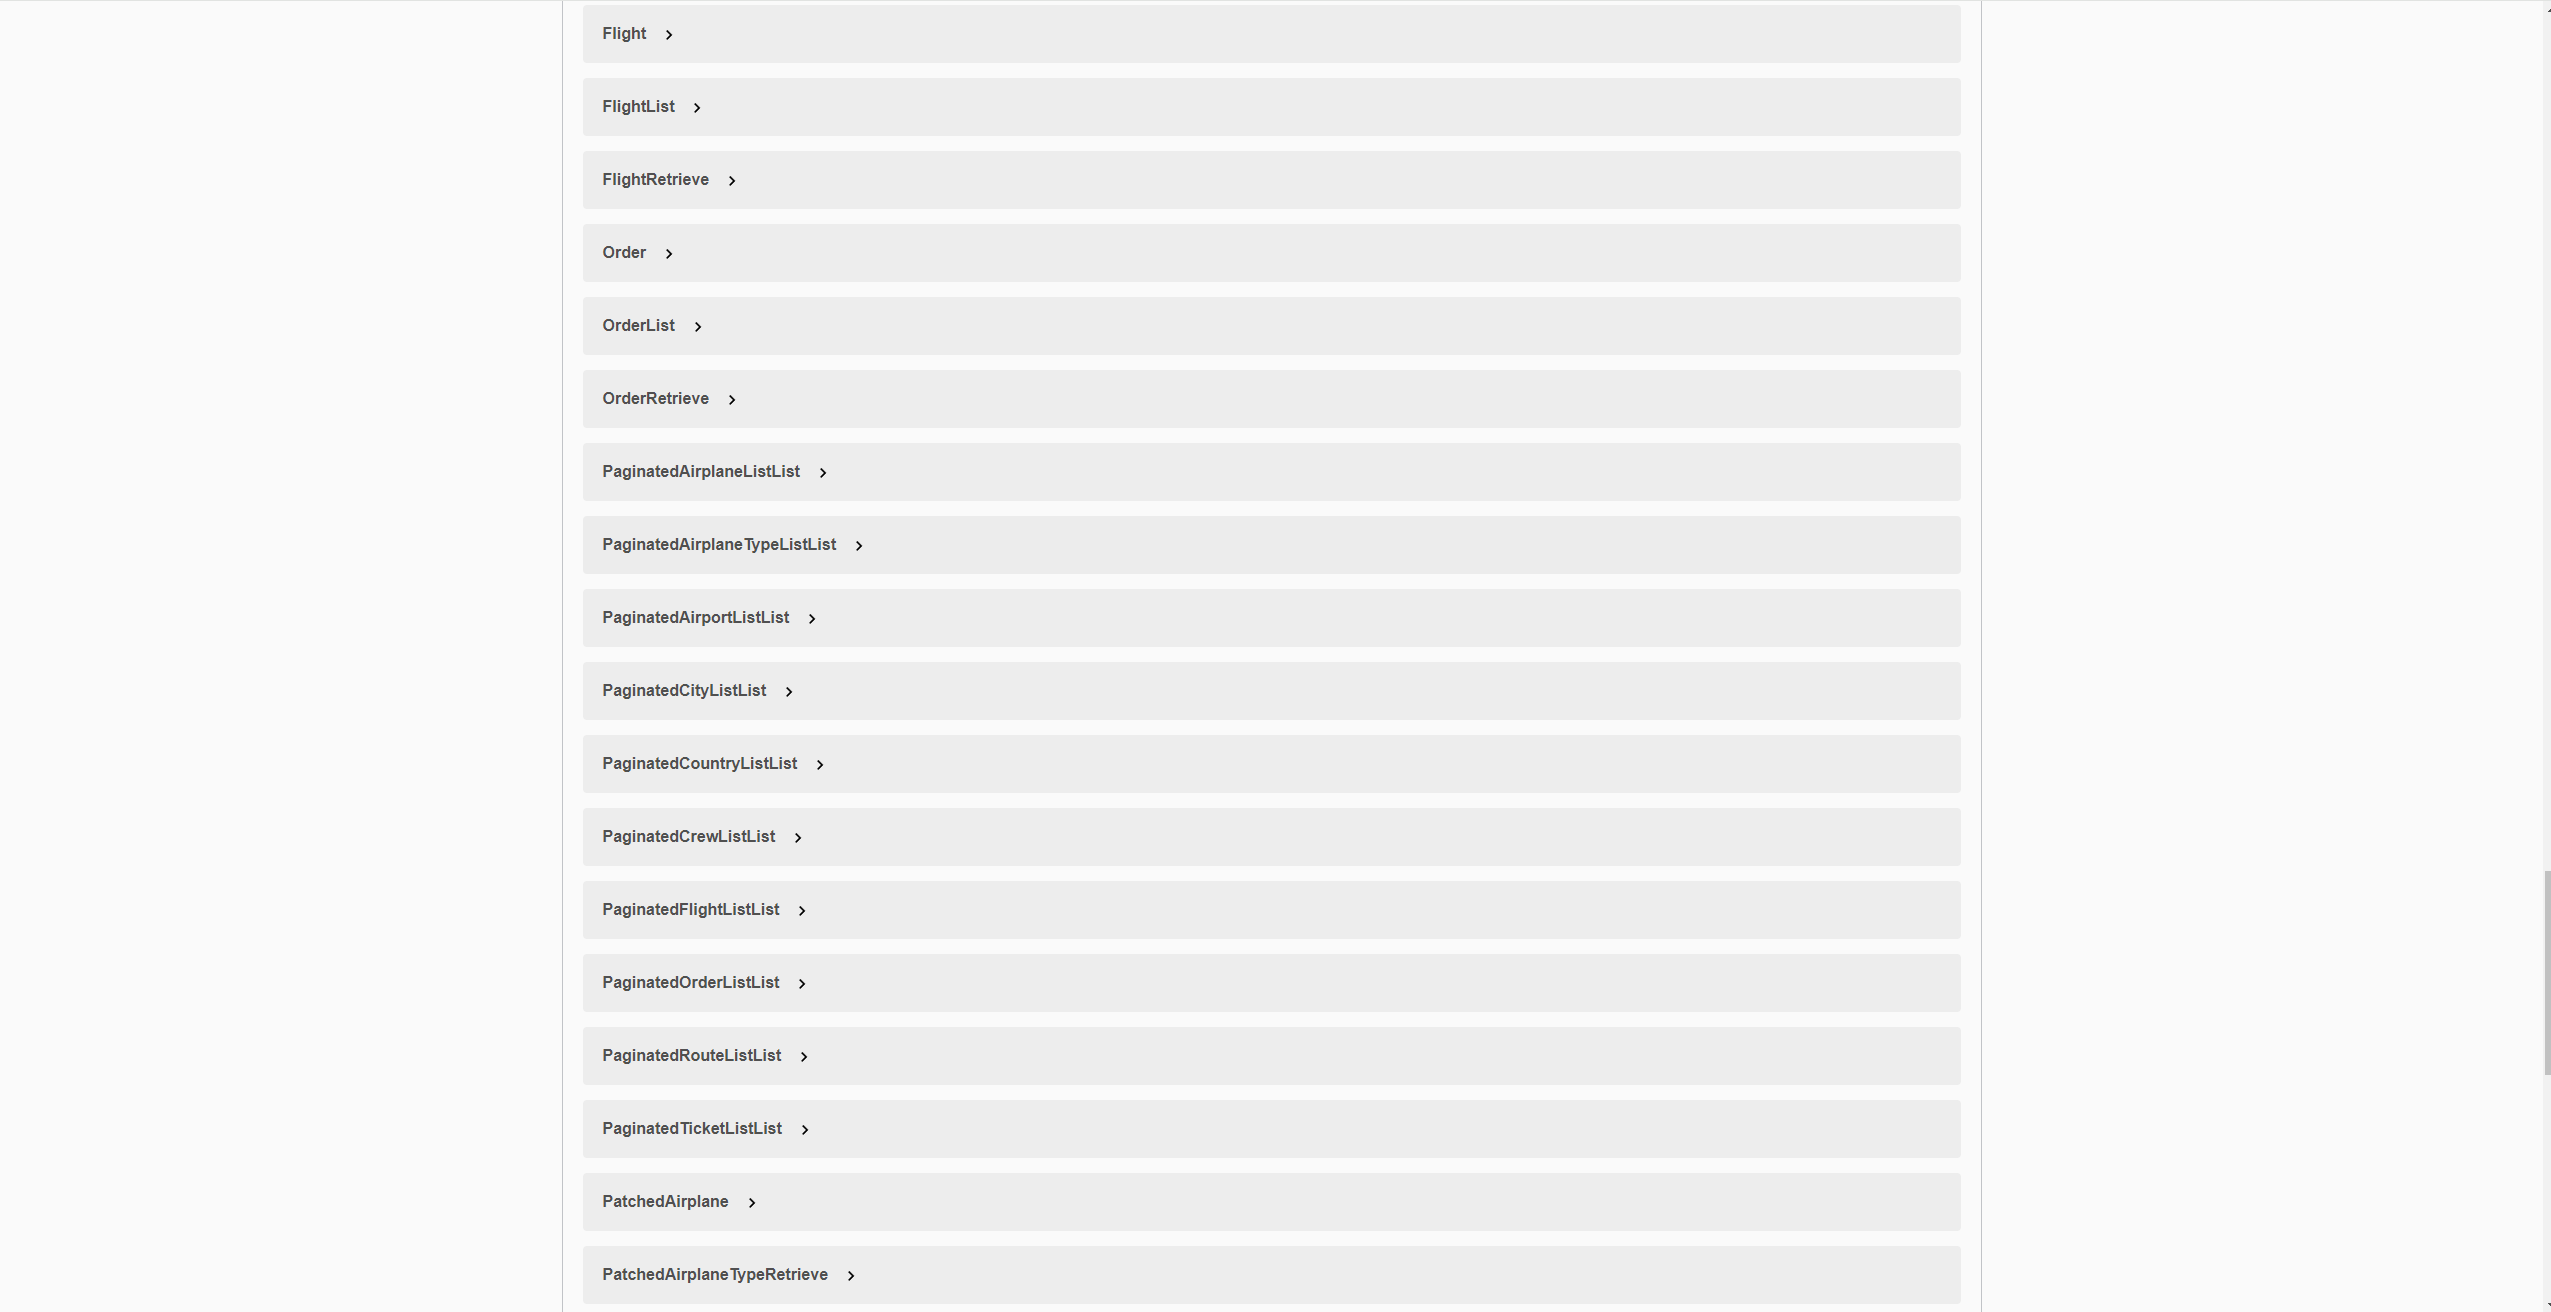 Flight
FlightList
FlightRetrieve
Order
OrderList
OrderRetrieve
PaginatedAirplaneListList
PaginatedAirplaneTypeListList
PaginatedAirportListList
PaginatedCityListList
PaginatedCountryListList
PaginatedCrewListList
PaginatedFlightListList
PaginatedOrderListList
PaginatedRouteListList
PaginatedTicketListList
PatchedAirplane
PatchedAirplaneTypeRetrieve